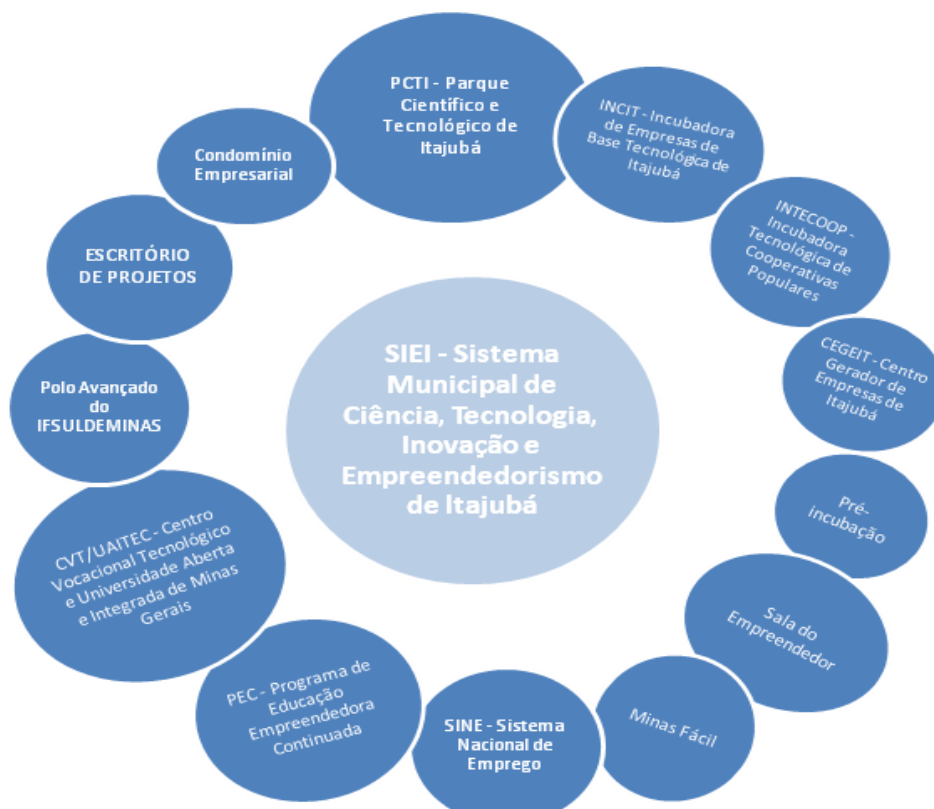 PCTI - Parque
Científico e
Tecnológico de
Itajubá
INCIT - Incubadora
de Empresas de
Base Tecnológica de
Itajubá
INTECOOP -
Incubadora
Tecnológica de
Cooperativas
Populares
CEGEIT - Centro
Gerador de
Empresas de
Itajubá
Pré-
incubação
Sala do
Empreendedor
Minas Fácil
SINE - Sistema
Nacional de
Emprego
PEC - Programa de
Educação
Empreendedora
Continuada
CVT/UAITEC - Centro
Vocacional Tecnológico
e Universidade Aberta
e Integrada de Minas
Gerais
Polo Avançado
do
IFSULDEMINAS
ESCRITÓRIO
DE PROJETOS
Condomínio
Empresarial
SIEI - Sistema
Municipal de
Ciência, Tecnologia,
Inovação e
Empreendedorismo
de Itajubá